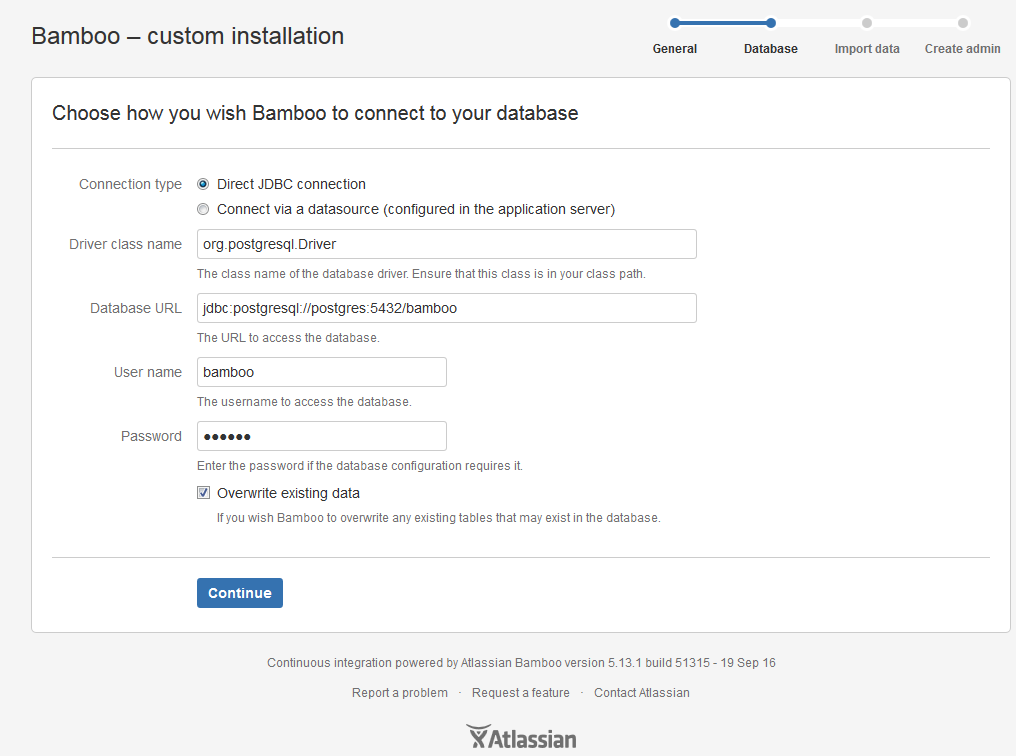 Bamboo – custom installation
General Database Import data Create admin
Choose how you wish Bamboo to connect to your database
Connection type Direct JDBC connection
Connect via a datasource (configured in the application server)
Driver class name org.postgresql.Driver
The class name of the database driver. Ensure that this class is in your class path.
Database URL jdbc:postgresql://postgres:5432/bamboo
The URL to access the database.
User name bamboo
The username to access the database.
Password ●●●●●●
Enter the password if the database configuration requires it.
Overwrite existing data
If you wish Bamboo to overwrite any existing tables that may exist in the database.
Continue
Continuous integration powered by Atlassian Bamboo version 5.13.1 build 51315 - 19 Sep 16
Report a problem · Request a feature · Contact Atlassian
Atlassian